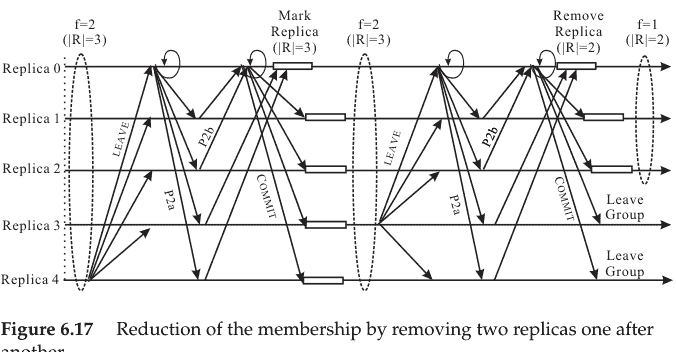 f=2
(|R|=3)
Mark
Replica
(|R|=3)
f=2
(|R|=3)
Remove
Replica
(|R|=2)
f=1
(|R|=2)
Replica 0
Replica 1
Replica 2
Replica 3
Replica 4
LEAVE
P2a
P2b
COMMIT
LEAVE
P2a
P2b
COMMIT
Leave
Group
Leave
Group
Figure 6.17 Reduction of the membership by removing two replicas one after
another